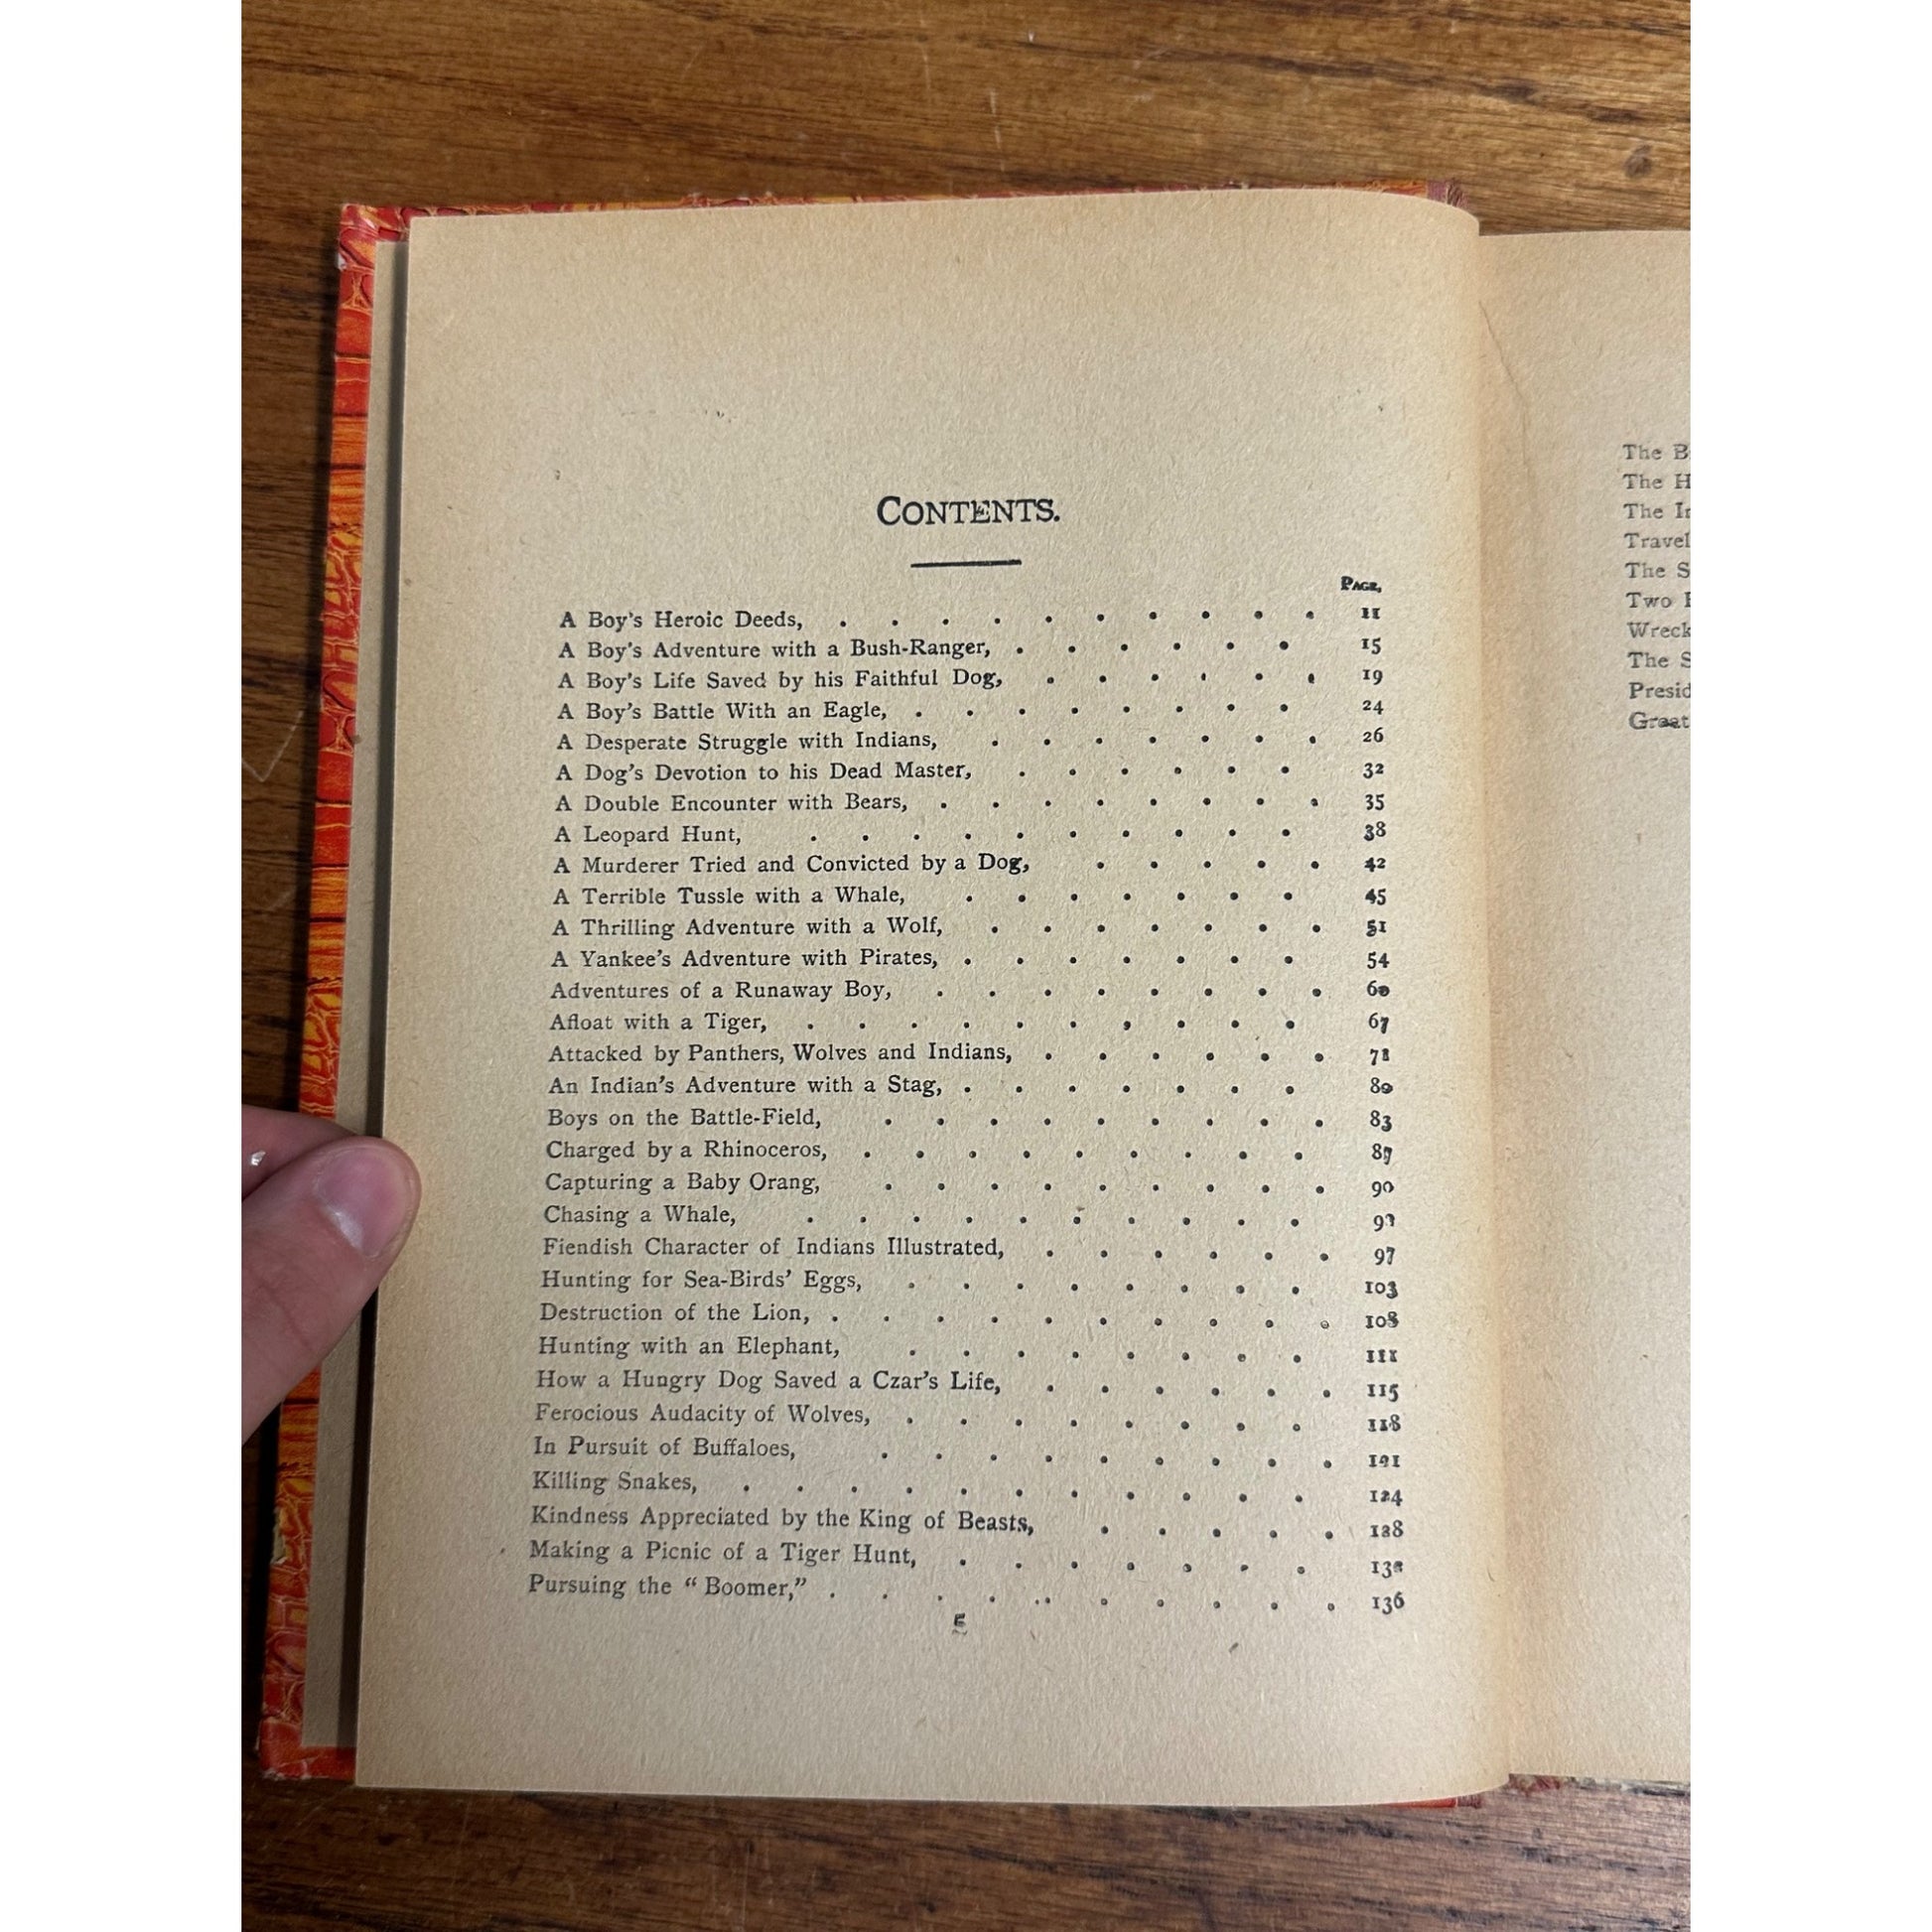 CONTENTS.
PAGE,
A Boy's Heroic Deeds, . . . . . . . . . . 11
A Boy's Adventure with a Bush-Ranger, . . . . . . 15
A Boy's Life Saved by his Faithful Dog, . . . . . . 19
A Boy's Battle With an Eagle, . . . . . . . . 24
A Desperate Struggle with Indians, . . . . . . . 26
A Dog's Devotion to his Dead Master, . . . . . . 32
A Double Encounter with Bears, . . . . . . . . 35
A Leopard Hunt, . . . . . . . . . . 38
A Murderer Tried and Convicted by a Dog, . . . . . 42
A Terrible Tussle with a Whale, . . . . . . . 45
A Thrilling Adventure with a Wolf, . . . . . . . 51
A Yankee's Adventure with Pirates, . . . . . . . 54
Adventures of a Runaway Boy, . . . . . . . . 60
Afloat with a Tiger, . . . . . . . . . . 67
Attacked by Panthers, Wolves and Indians, . . . . . . 71
An Indian's Adventure with a Stag, . . . . . . . 80
Boys on the Battle-Field, . . . . . . . . . 83
Charged by a Rhinoceros, . . . . . . . . . 87
Capturing a Baby Orang, . . . . . . . . . 90
Chasing a Whale, . . . . . . . . . .
Fiendish Character of Indians Illustrated, . . . . . . 97
Hunting for Sea-Birds' Eggs, . . . . . . . . 103
Destruction of the Lion, . . . . . . . . . . 108
Hunting with an Elephant, . . . . . . . . 111
How a Hungry Dog Saved a Czar's Life, . . . . . . 115
Ferocious Audacity of Wolves, . . . . . . . . 118
In Pursuit of Buffaloes, . . . . . . . . . 121
Killing Snakes, . . . . . . . . . . . 124
Kindness Appreciated by the King of Beasts, . . . . . 128
Making a Picnic of a Tiger Hunt, . . . . . . .
Pursuing the "Boomer," . . . . . . . . . . 136
5
The B
The H
The
Travel
The S
Two
Wreck
The S
Presid
Great